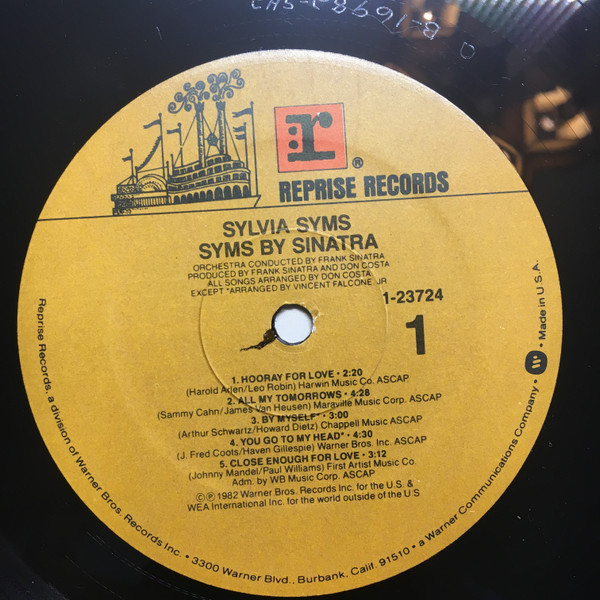 r®
REPRISE RECORDS
SYLVIA SYMS
SYMS BY SINATRA
ORCHESTRA CONDUCTED BY FRANK SINATRA
PRODUCED BY FRANK SINATRA AND DON COSTA
ALL SONGS ARRANGED BY DON COSTA
EXCEPT *ARRANGED BY VINCENT FALCONE, JR
1-23724
1
1. HOORAY FOR LOVE • 2:20
(Harold Arlen/Leo Robin) Harwin Music Co. ASCAP
2. ALL MY TOMORROWS • 4:28
(Sammy Cahn/James Van Heusen) Maraville Music Corp. ASCAP
3. BY MYSELF* • 3:00
(Arthur Schwartz/Howard Dietz) Chappell Music ASCAP
4. YOU GO TO MY HEAD* • 4:30
(J. Fred Coots/Haven Gillespie) Warner Bros. Inc. ASCAP
5. CLOSE ENOUGH FOR LOVE • 3:12
(Johnny Mandel/Paul Williams) First Artist Music Co.
Adm. by WB Music Corp. ASCAP
©℗ 1982 Warner Bros. Records Inc. for the U.S. &
WEA International Inc. for the world outside of the U.S
Reprise Records, a division of Warner Bros. Records Inc. • 3300 Warner Blvd., Burbank, Calif. 91510 • a Warner Communications Company • W • Made in U.S.A.